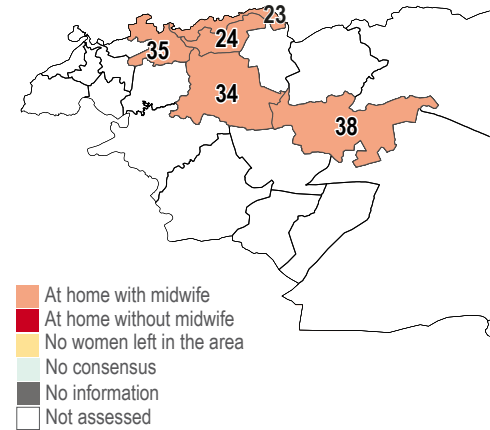 23
24
35
34
38
At home with midwife
At home without midwife
No women left in the area
No consensus
No information
Not assessed